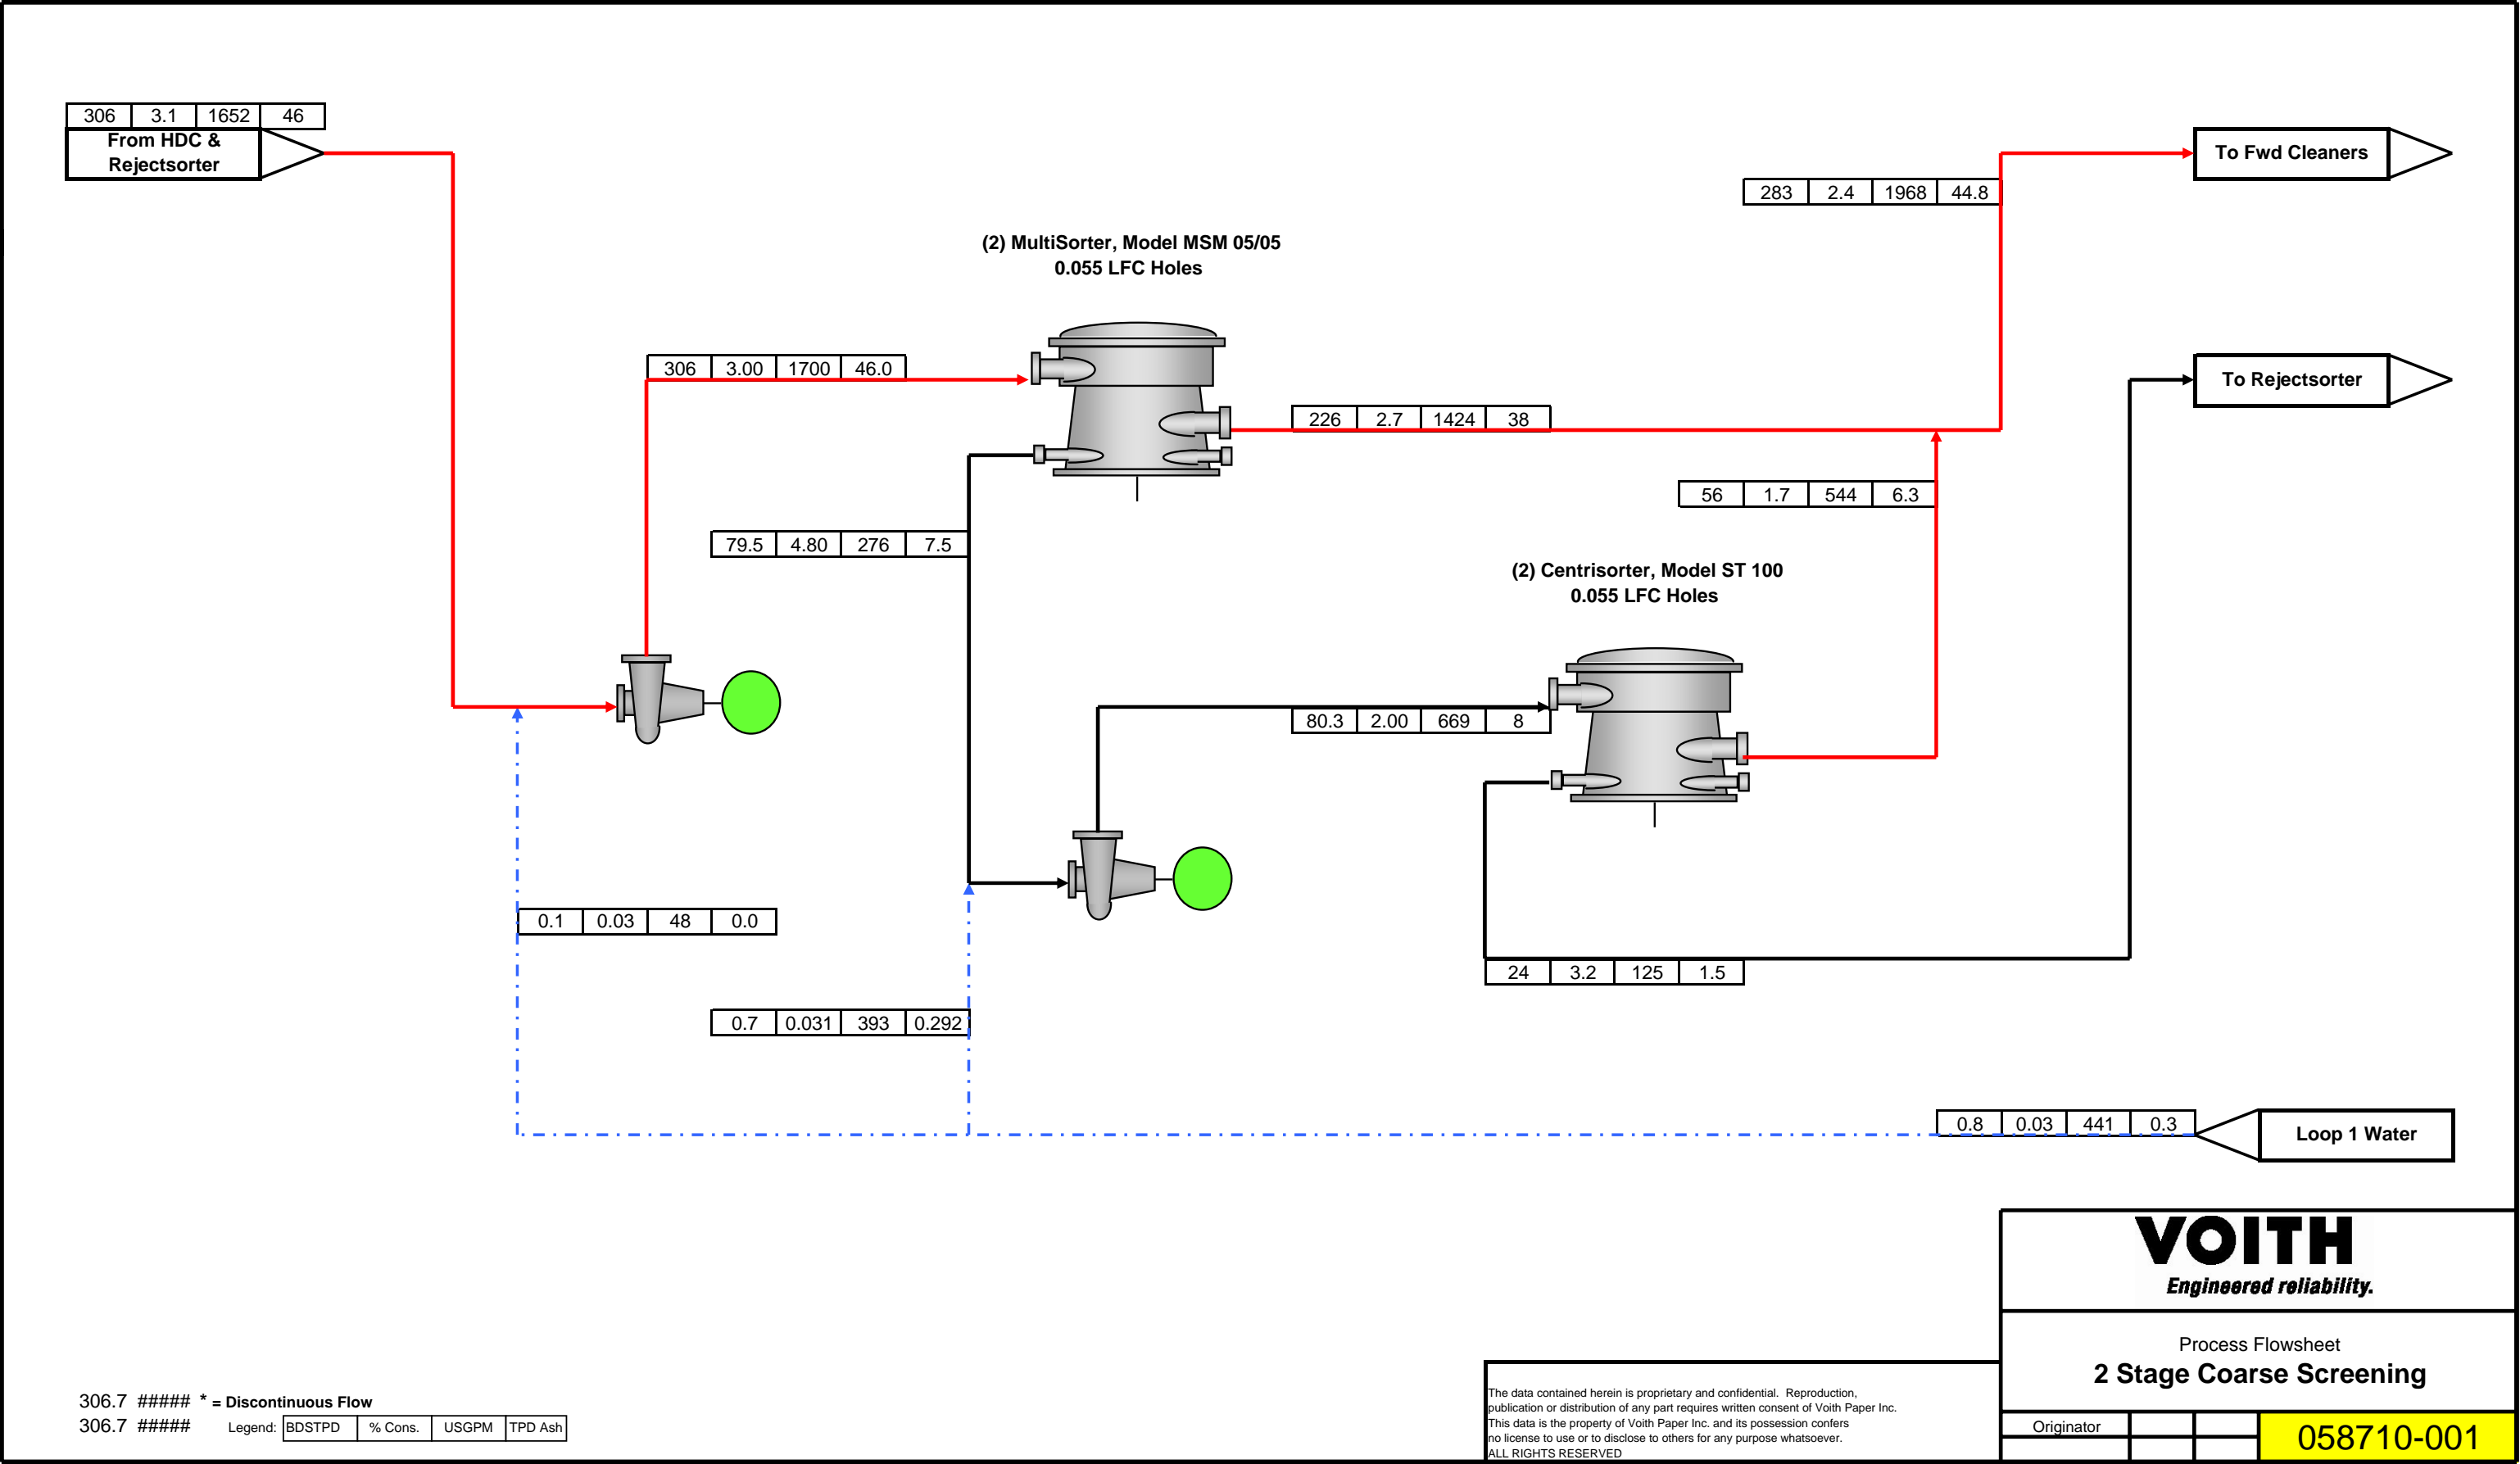 306 3.1 1652 46
From HDC &
Rejectsorter
To Fwd Cleaners
283 2.4 1968 44.8
(2) MultiSorter, Model MSM 05/05
0.055 LFC Holes
306 3.00 1700 46.0
To Rejectsorter
226 2.7 1424 38
56 1.7 544 6.3
79.5 4.80 276 7.5
(2) Centrisorter, Model ST 100
0.055 LFC Holes
80.3 2.00 669 8
0.1 0.03 48 0.0
24 3.2 125 1.5
0.7 0.031 393 0.292
0.8 0.03 441 0.3
Loop 1 Water
VOITH
Engineered reliability.
Process Flowsheet
2 Stage Coarse Screening
306.7 ##### * = Discontinuous Flow
306.7 ##### Legend: BDSTPD % Cons. USGPM TPD Ash
The data contained herein is proprietary and confidential. Reproduction,
publication or distribution of any part requires written consent of Voith Paper Inc.
This data is the property of Voith Paper Inc. and its possession confers
no license to use or to disclose to others for any purpose whatsoever.
ALL RIGHTS RESERVED
Originator
058710-001